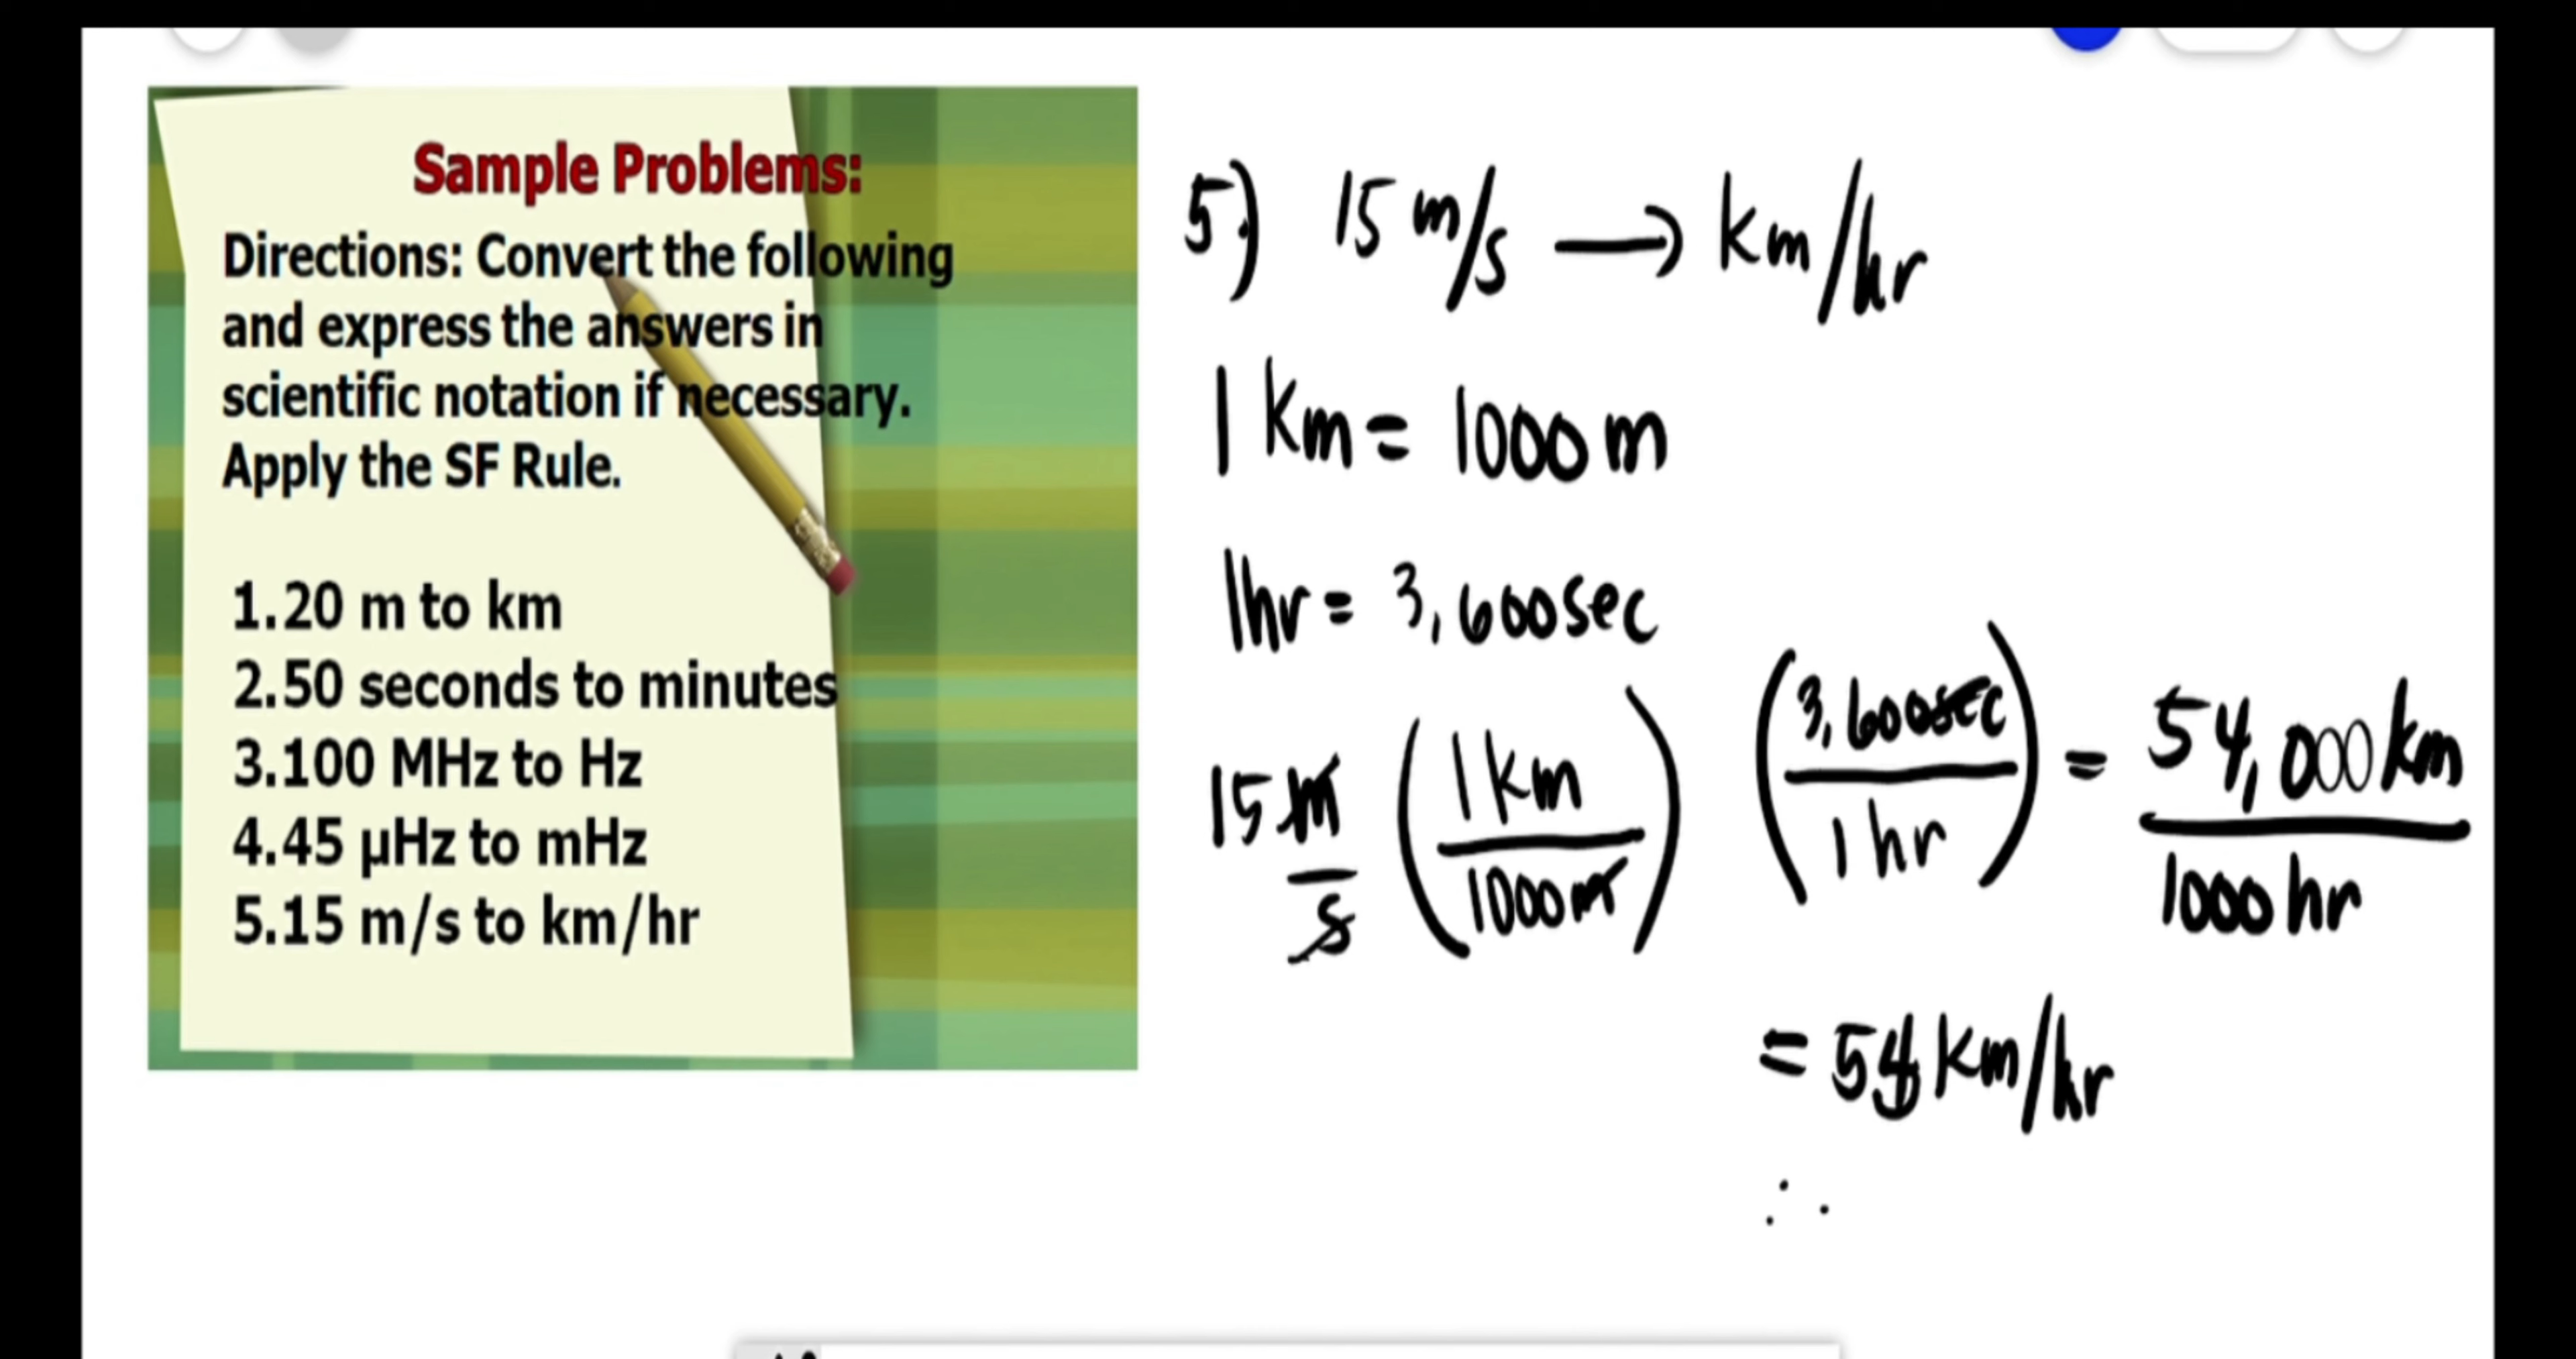 Sample Problems:
Directions: Convert the following
and express the answers in
scientific notation if necessary.
Apply the SF Rule.
1.20 m to km
2.50 seconds to minutes
3.100 MHz to Hz
4.45 µHz to mHz
5.15 m/s to km/hr
5) 15 m/s → km/hr
1 km = 1000 m
1hr = 3,600sec
15 m/s (1 km/1000m) (3,600sec/1 hr) = 54,000 km/1000 hr
= 54 km/hr
∴